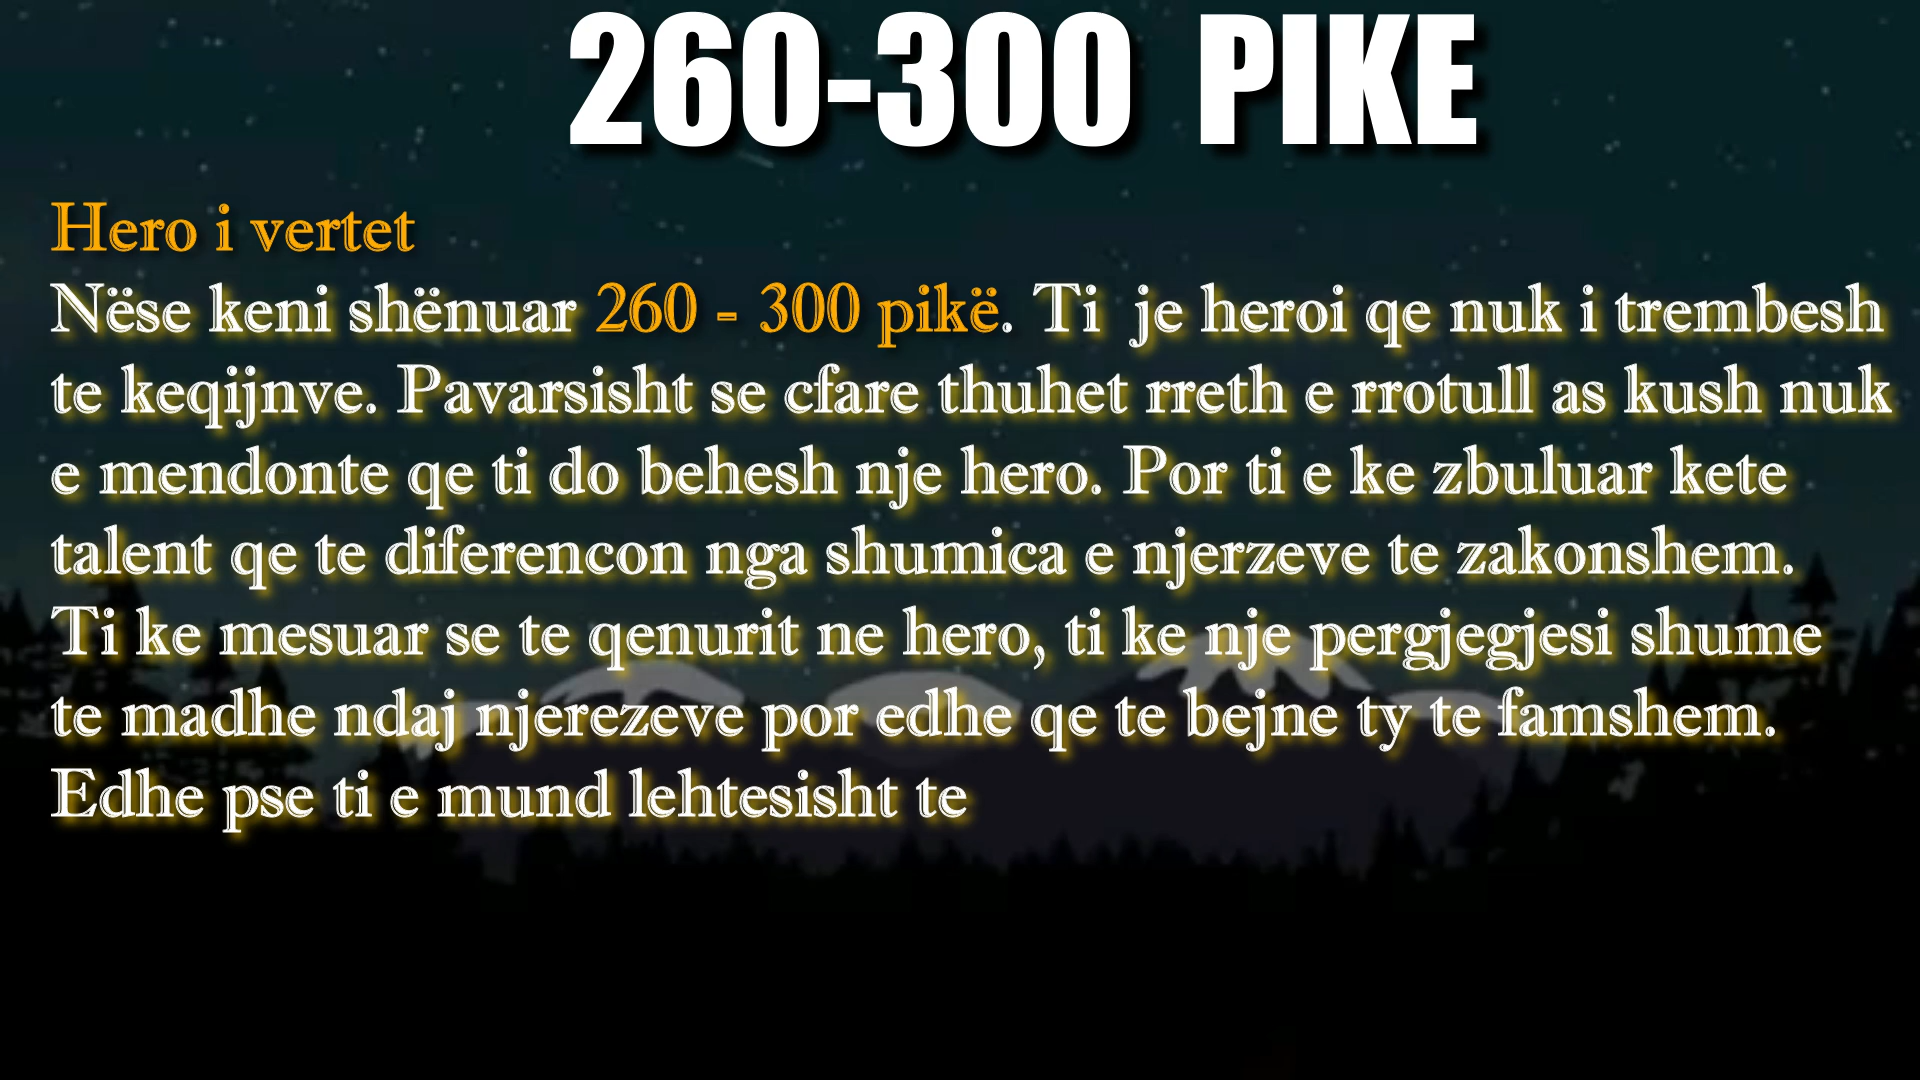 260-300 PIKE
Hero i vertet
Nëse keni shënuar 260 - 300 pikë. Ti je heroi qe nuk i trembesh
te keqijnve. Pavarsisht se cfare thuhet rreth e rrotull as kush nuk
e mendonte qe ti do behesh nje hero. Por ti e ke zbuluar kete
talent qe te diferencon nga shumica e njerzeve te zakonshem.
Ti ke mesuar se te qenurit ne hero, ti ke nje pergjegjesi shume
te madhe ndaj njerezeve por edhe qe te bejne ty te famshem.
Edhe pse ti e mund lehtesisht te